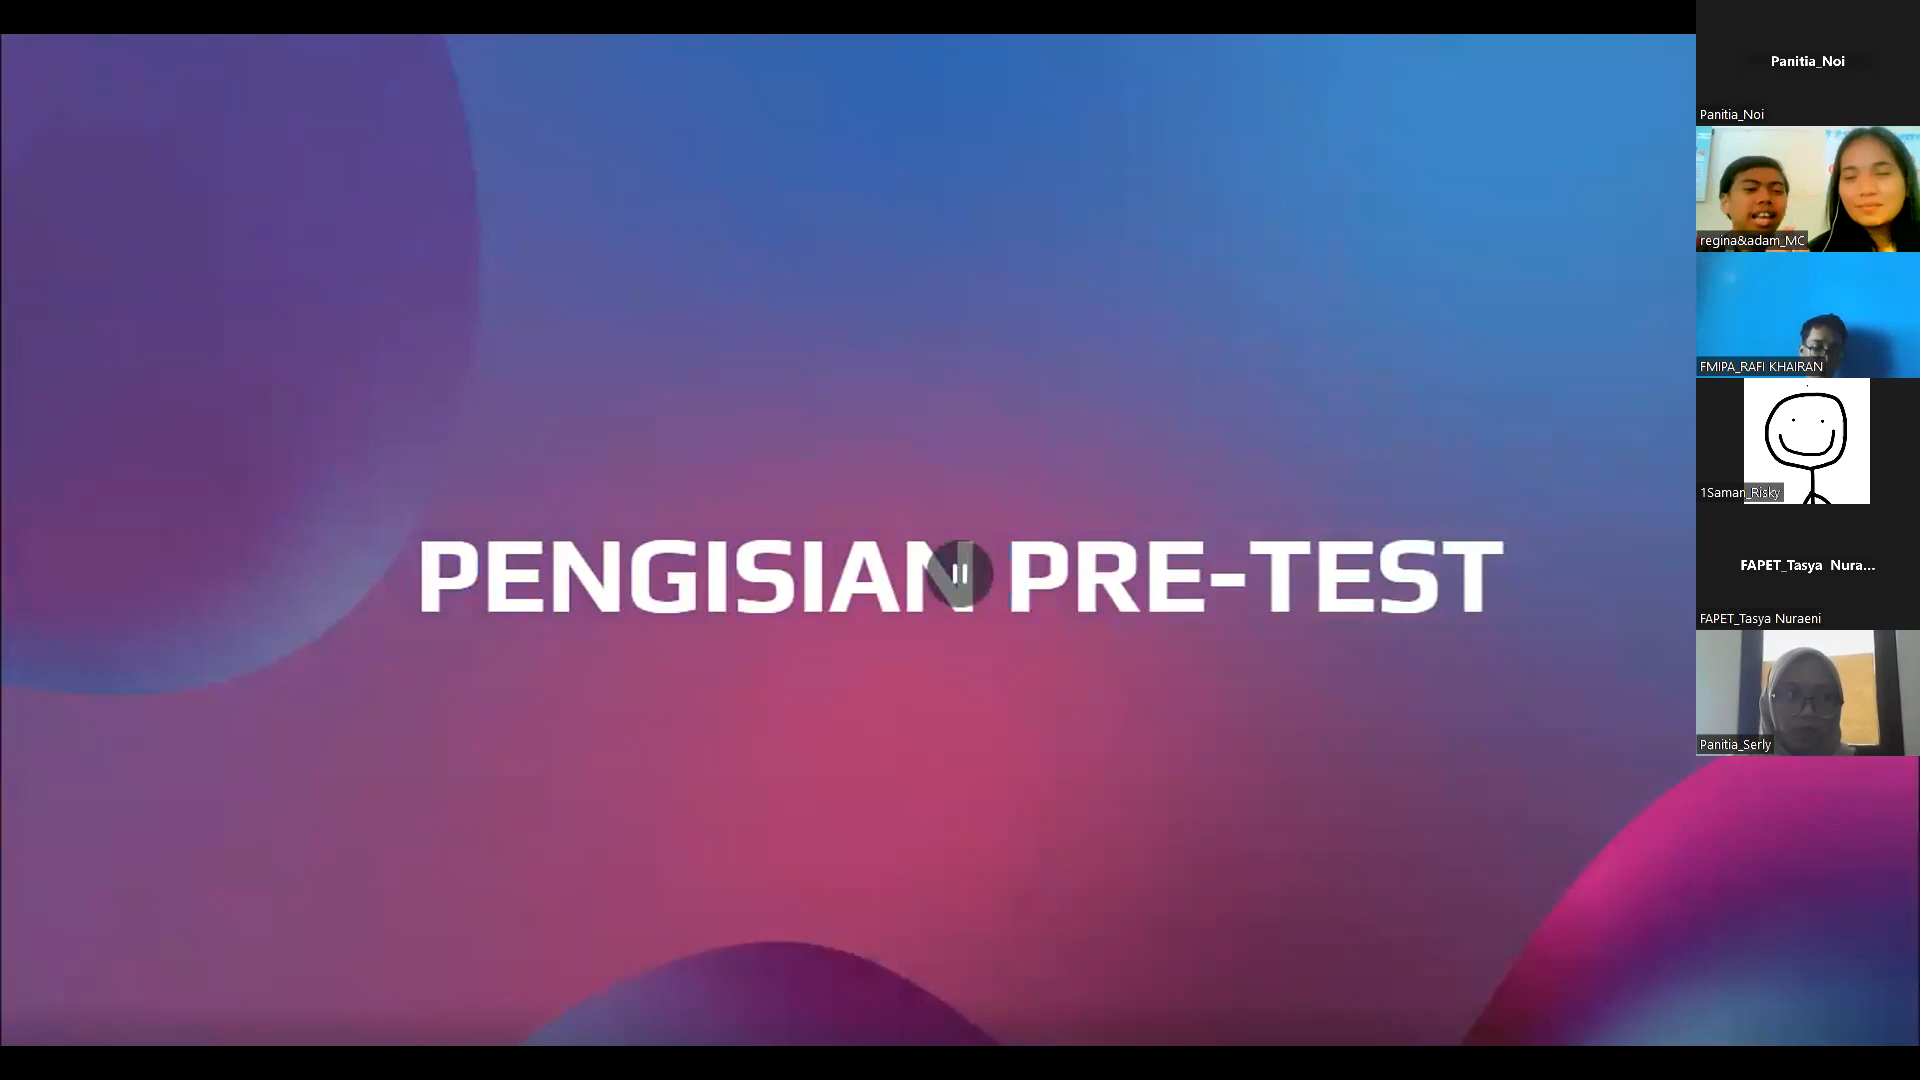 PENGISIAN PRE-TEST
Panitia_Noi
Panitia_Noi
regina&adam_MC
FMIPA_RAFI KHAIRAN
1Saman_Risky
FAPET_Tasya Nura...
FAPET_Tasya Nuraeni
Panitia_Serly